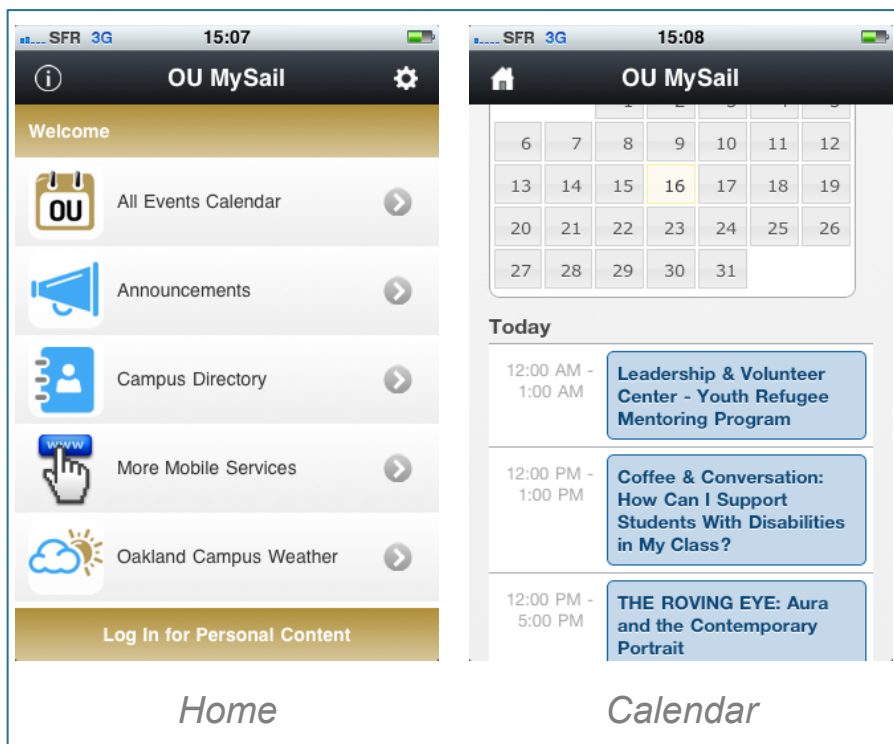 SFR 3G 15:07
OU MySail
Welcome
OU
All Events Calendar
Announcements
Campus Directory
www
More Mobile Services
Oakland Campus Weather
Log In for Personal Content
Home
SFR 3G 15:08
OU MySail
1 2 3 4 5
6 7 8 9 10 11 12
13 14 15 16 17 18 19
20 21 22 23 24 25 26
27 28 29 30 31
Today
12:00 AM -
1:00 AM
Leadership & Volunteer
Center - Youth Refugee
Mentoring Program
12:00 PM -
1:00 PM
Coffee & Conversation:
How Can I Support
Students With Disabilities
in My Class?
12:00 PM -
5:00 PM
THE ROVING EYE: Aura
and the Contemporary
Portrait
Calendar